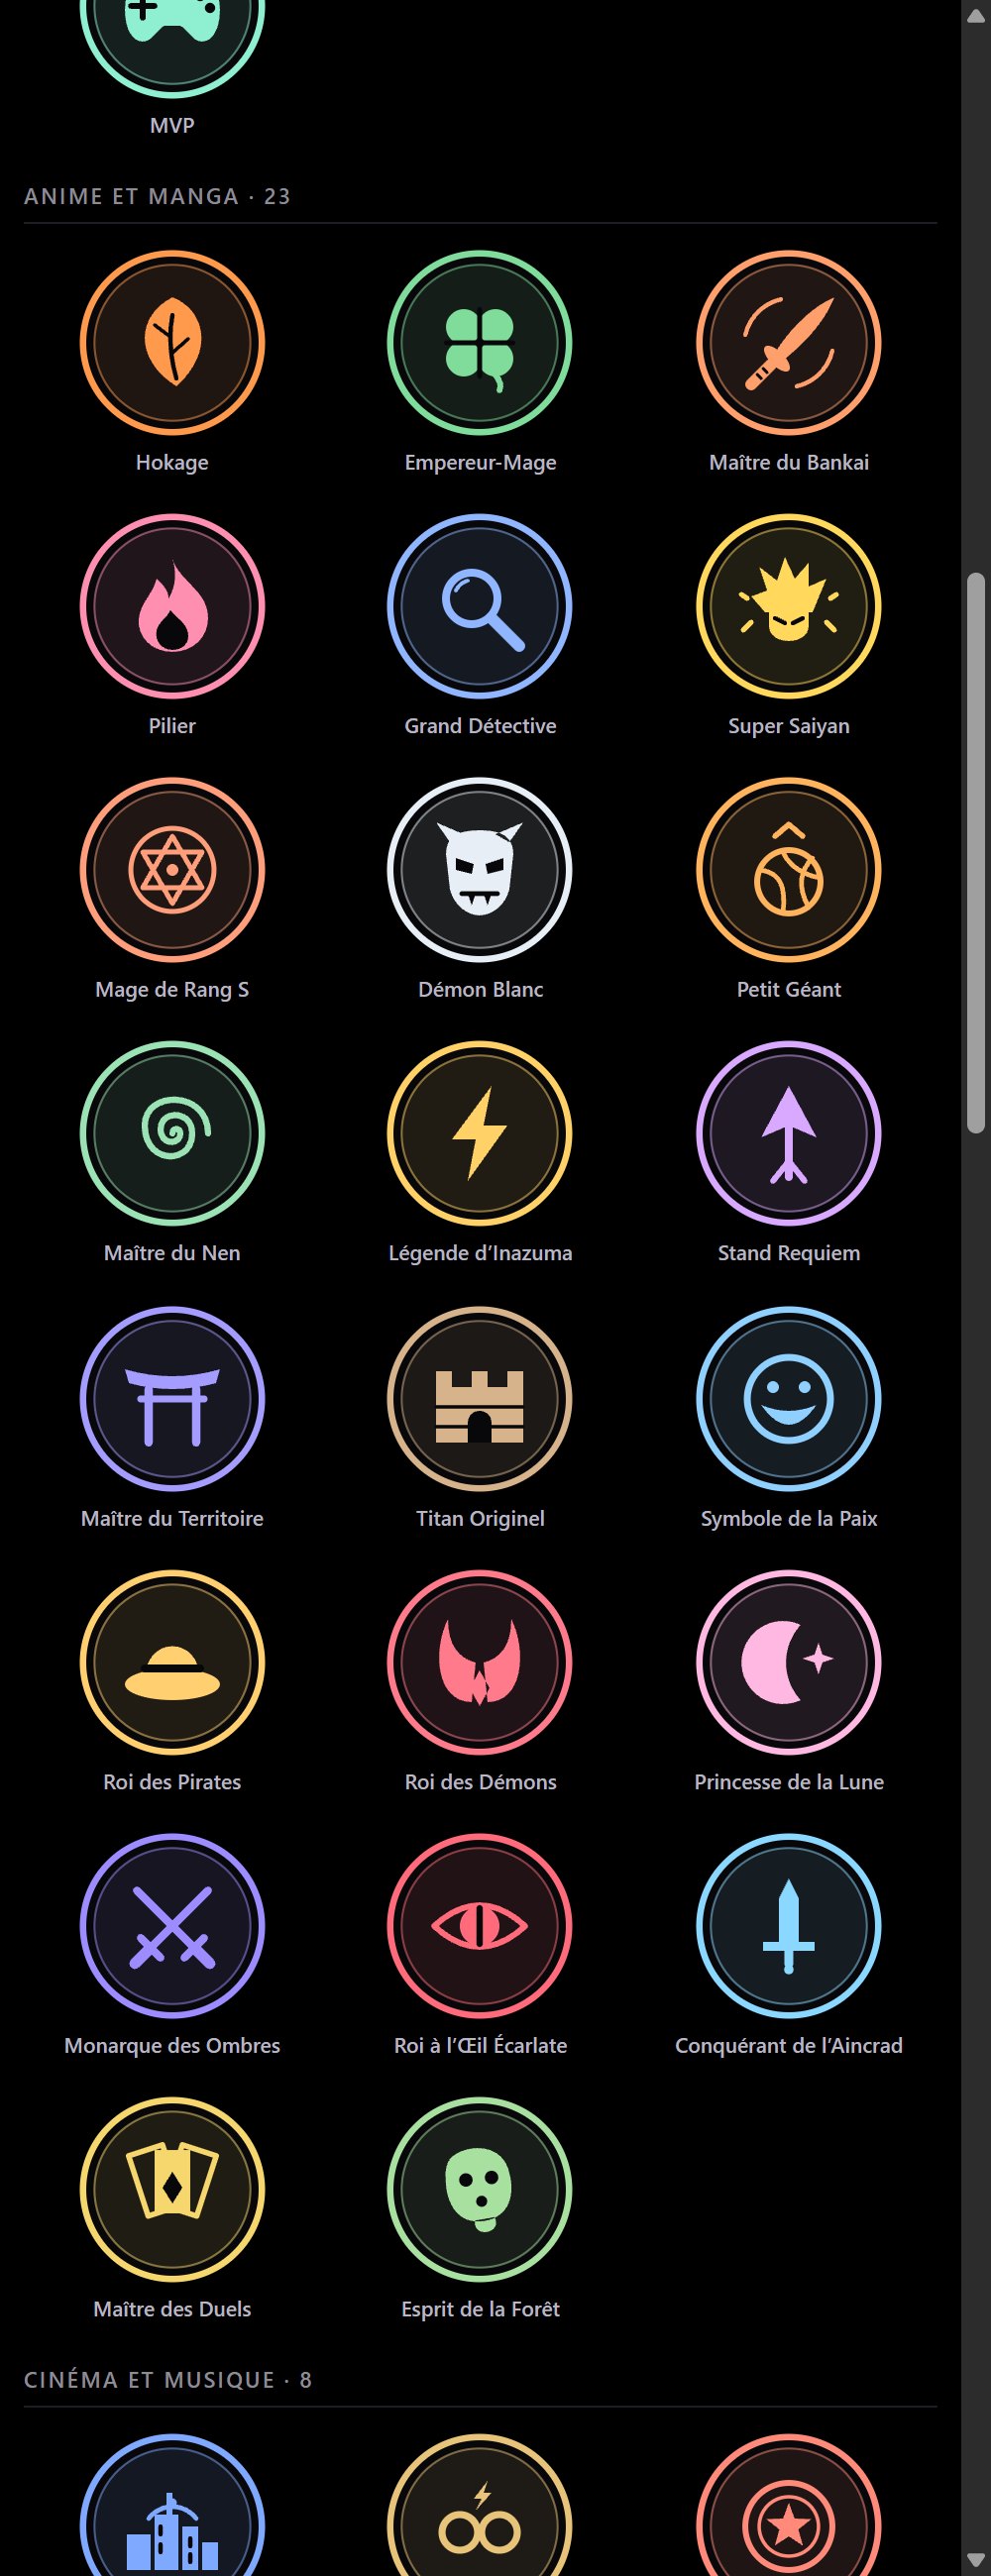 MVP
ANIME ET MANGA · 23
Hokage
Empereur-Mage
Maître du Bankai
Pilier
Grand Détective
Super Saiyan
Mage de Rang S
Démon Blanc
Petit Géant
Maître du Nen
Légende d’Inazuma
Stand Requiem
Maître du Territoire
Titan Originel
Symbole de la Paix
Roi des Pirates
Roi des Démons
Princesse de la Lune
Monarque des Ombres
Roi à l’Œil Écarlate
Conquérant de l’Aincrad
Maître des Duels
Esprit de la Forêt
CINÉMA ET MUSIQUE · 8